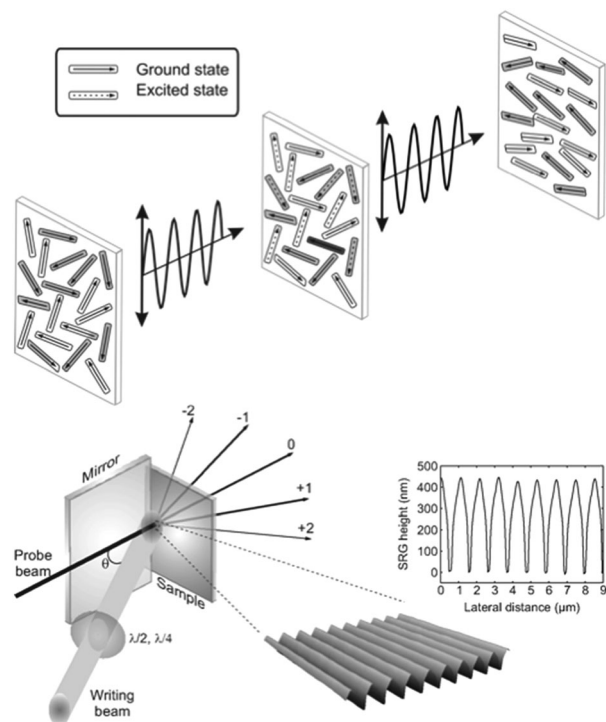 Ground state
Excited state
-2
-1
0
+1
+2
Mirror
Probe
beam
θ
Sample
λ/2, λ/4
Writing
beam
SRG height (nm)
500
400
300
200
100
0
0 1 2 3 4 5 6 7 8 9
Lateral distance (µm)